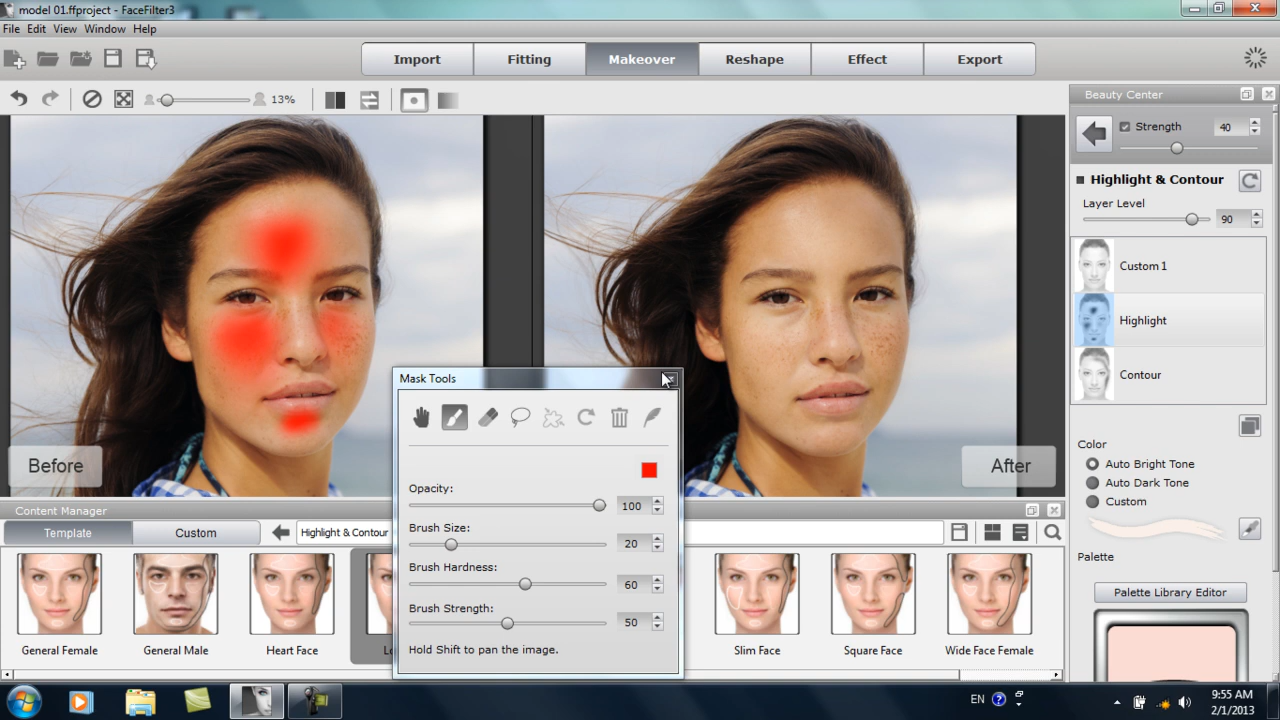 model 01.ffproject - FaceFilter3
File Edit View Window Help
Import Fitting Makeover Reshape Effect Export
13%
Beauty Center
Strength 40
Highlight & Contour
Layer Level
90
Custom 1
Highlight
Contour
Color
Auto Bright Tone
Auto Dark Tone
Custom
Palette
Palette Library Editor
Before
After
Mask Tools
Opacity:
100
Brush Size:
20
Brush Hardness:
60
Brush Strength:
50
Hold Shift to pan the image.
Content Manager
Template Custom Highlight & Contour
General Female General Male Heart Face Slim Face Square Face Wide Face Female
EN
9:55 AM
2/1/2013